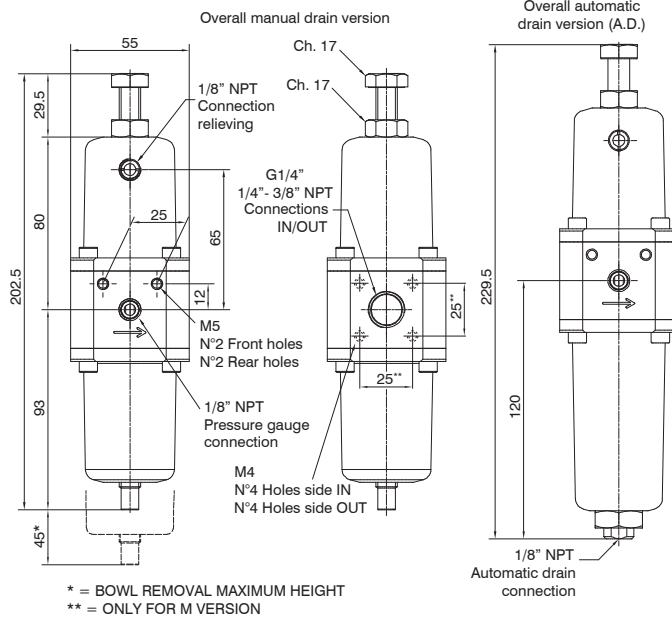 Overall manual drain version
Overall automatic
drain version (A.D.)
55
29.5
80
202.5
93
45*
1/8” NPT
Connection
relieving
25
65
12
M5
N°2 Front holes
N°2 Rear holes
1/8” NPT
Pressure gauge
connection
Ch. 17
Ch. 17
G1/4”
1/4”- 3/8” NPT
Connections
IN/OUT
25**
25**
M4
N°4 Holes side IN
N°4 Holes side OUT
229.5
120
1/8” NPT
Automatic drain
connection
* = BOWL REMOVAL MAXIMUM HEIGHT
** = ONLY FOR M VERSION